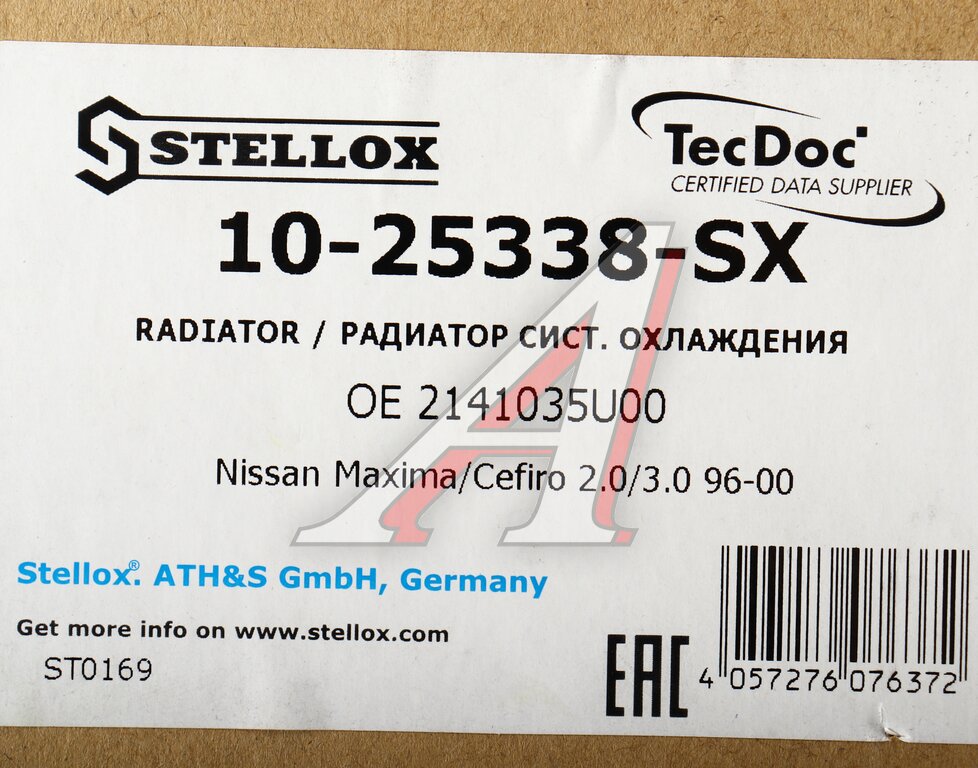 STELLOX
TecDoc
CERTIFIED DATA SUPPLIER
10-25338-SX
RADIATOR / РАДИАТОР СИСТ. ОХЛАЖДЕНИЯ
OE 2141035U00
Nissan Maxima/Cefiro 2.0/3.0 96-00
Stellox®. ATH&S GmbH, Germany
Get more info on www.stellox.com
ST0169
EAC
4 057276 076372